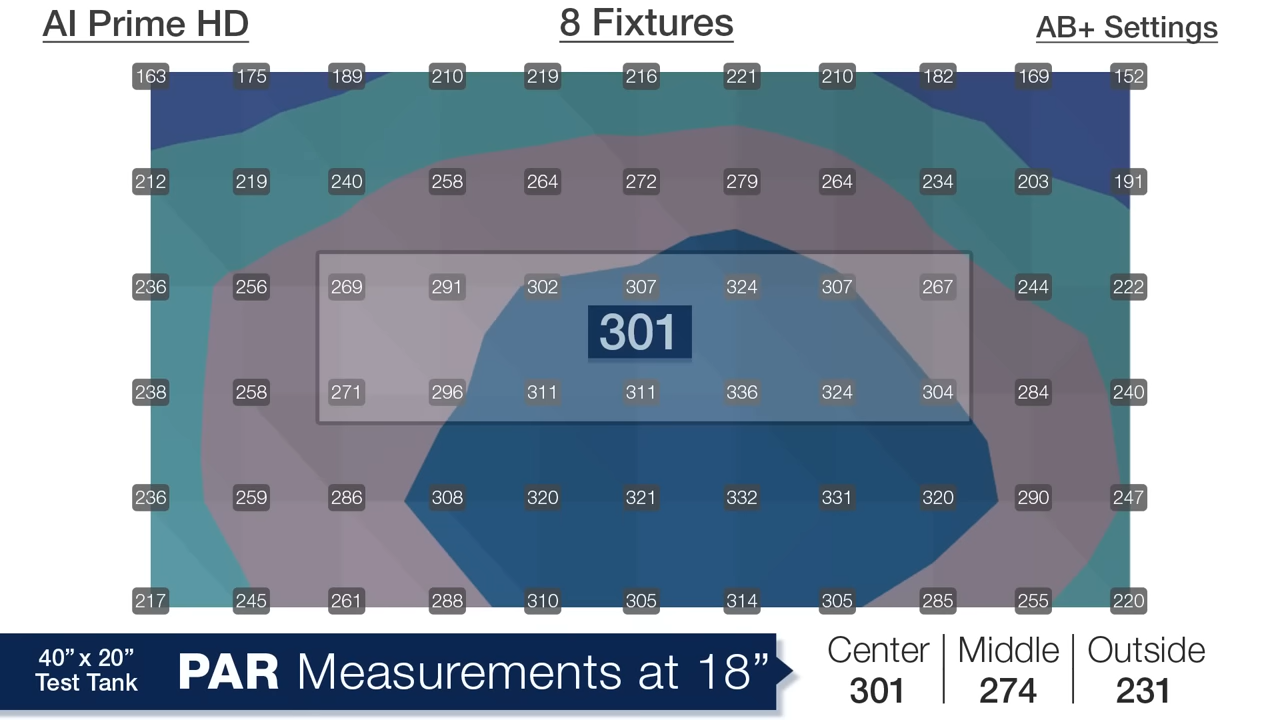 AI Prime HD 8 Fixtures AB+ Settings
163 175 189 210 219 216 221 210 182 169 152
212 219 240 258 264 272 279 264 234 203 191
236 256 269 291 302 307 324 307 267 244 222
301
238 258 271 296 311 311 336 324 304 284 240
236 259 286 308 320 321 332 331 320 290 247
217 245 261 288 310 305 314 305 285 255 220
40” x 20”
Test Tank
PAR Measurements at 18”
Center Middle Outside
301 274 231